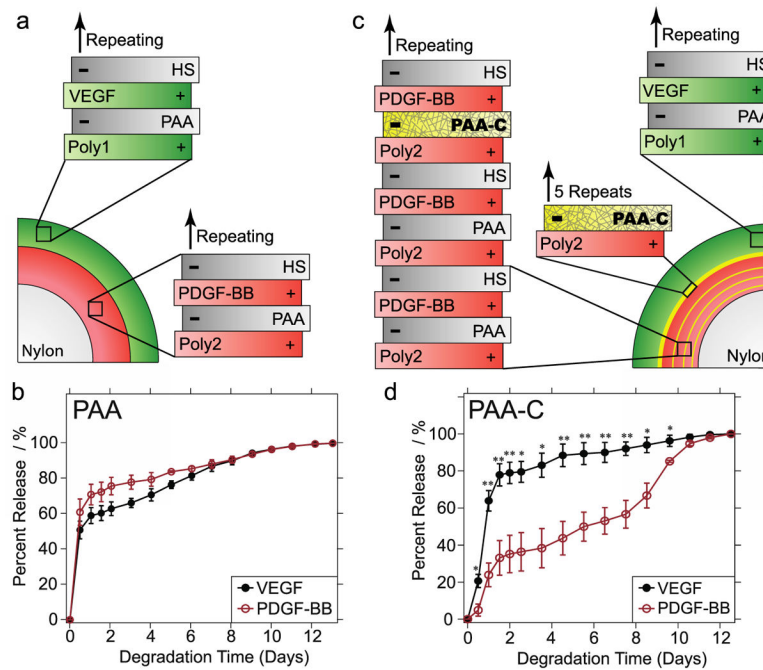 a
Repeating
- HS
VEGF +
- PAA
Poly1 +
Repeating
- HS
PDGF-BB +
- PAA
Poly2 +
Nylon
c
Repeating
- HS
PDGF-BB +
- PAA-C
Poly2 +
- HS
PDGF-BB +
- PAA
Poly2 +
- HS
PDGF-BB +
- PAA
Poly2 +
Repeating
- HS
VEGF +
- PAA
Poly1 +
5 Repeats
- PAA-C
Poly2 +
Nylon
b
PAA
Percent Release / %
100
80
60
40
20
0
VEGF
PDGF-BB
0 2 4 6 8 10 12
Degradation Time (Days)
d
PAA-C
Percent Release / %
100
80
60
40
20
0
* ** ** ** * * ** ** ** ** * *
VEGF
PDGF-BB
0 2 4 6 8 10 12
Degradation Time (Days)